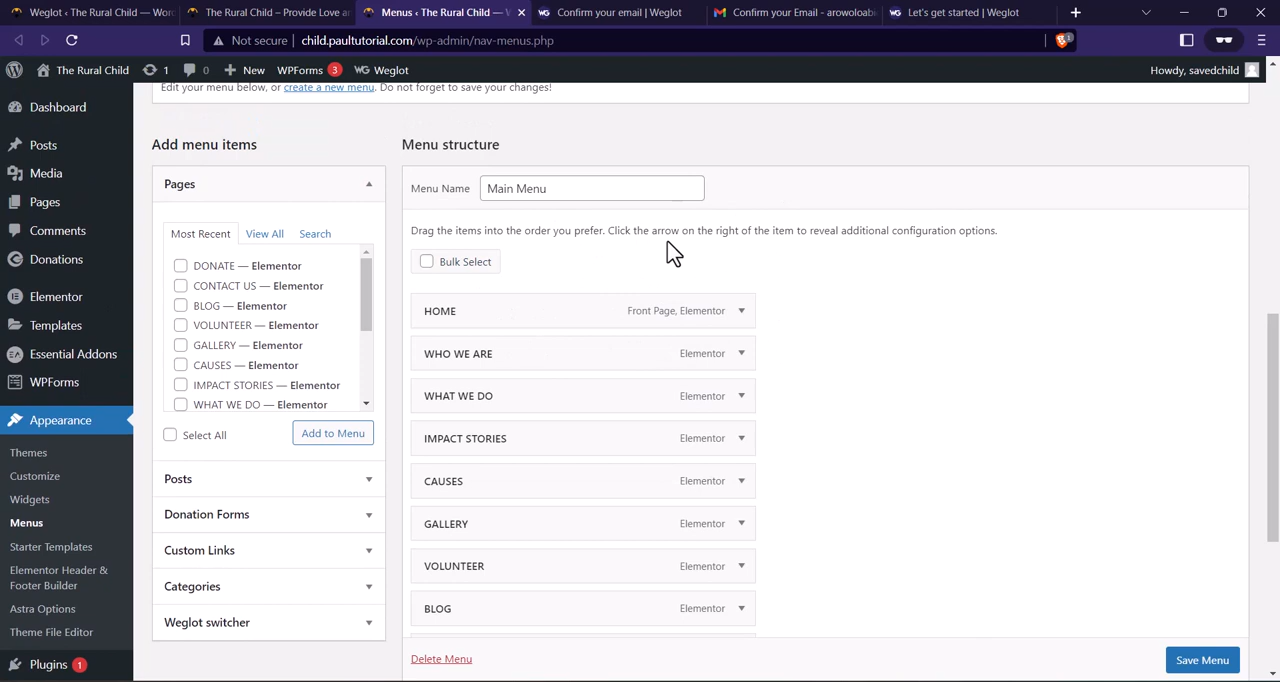 Weglot ‹ The Rural Child — Word
The Rural Child – Provide Love an
Menus ‹ The Rural Child — W
Confirm your email | Weglot
Confirm your Email - arowoloabi
Let's get started | Weglot
Not secure
child.paultutorial.com/wp-admin/nav-menus.php
1
The Rural Child
1
0
New
WPForms 3
Weglot
Howdy, savedchild
Dashboard
Posts
Media
Pages
Comments
Donations
Elementor
Templates
Essential Addons
WPForms
Appearance
Themes
Customize
Widgets
Menus
Starter Templates
Elementor Header &
Footer Builder
Astra Options
Theme File Editor
Plugins 1
Edit your menu below, or create a new menu. Do not forget to save your changes!
Add menu items
Pages
Most Recent
View All
Search
DONATE — Elementor
CONTACT US — Elementor
BLOG — Elementor
VOLUNTEER — Elementor
GALLERY — Elementor
CAUSES — Elementor
IMPACT STORIES — Elementor
WHAT WE DO — Elementor
Select All
Add to Menu
Posts
Donation Forms
Custom Links
Categories
Weglot switcher
Menu structure
Menu Name
Main Menu
Drag the items into the order you prefer. Click the arrow on the right of the item to reveal additional configuration options.
Bulk Select
HOME
Front Page, Elementor
WHO WE ARE
Elementor
WHAT WE DO
Elementor
IMPACT STORIES
Elementor
CAUSES
Elementor
GALLERY
Elementor
VOLUNTEER
Elementor
BLOG
Elementor
Delete Menu
Save Menu